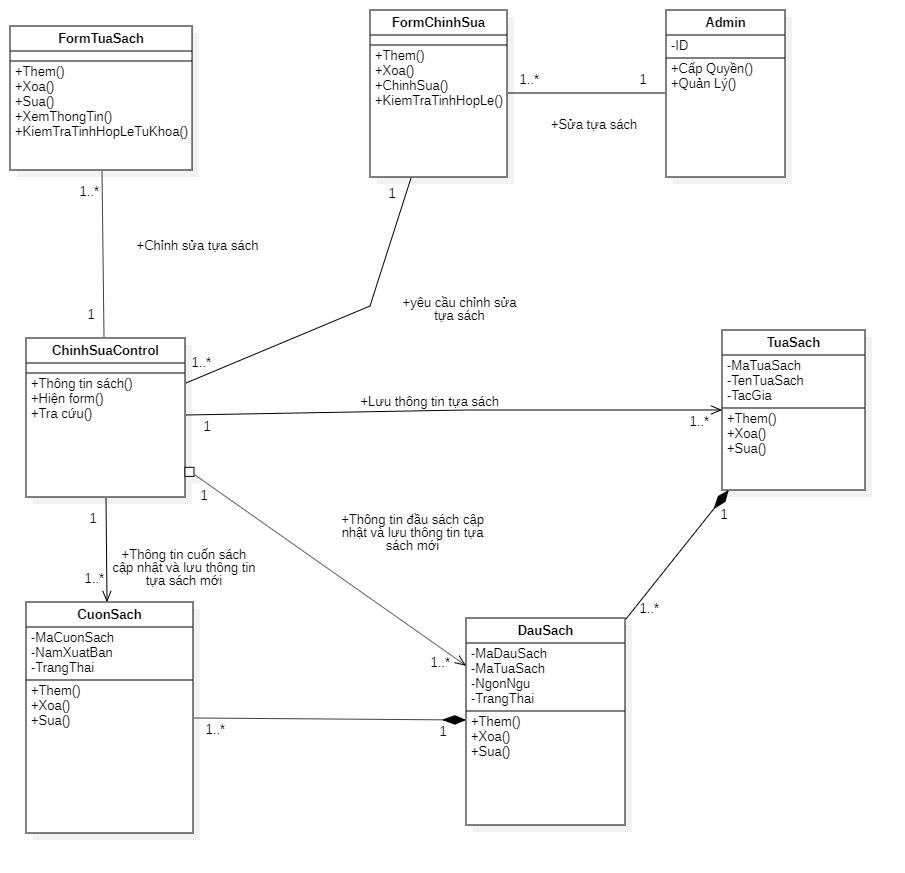 FormTuaSach
+Them()
+Xoa()
+Sua()
+XemThongTin()
+KiemTraTinhHopLeTuKhoa()
FormChinhSua
+Them()
+Xoa()
+ChinhSua()
+KiemTraTinhHopLe()
Admin
-ID
+Cấp Quyền()
+Quản Lý()
1..*
1
+Sửa tựa sách
1..*
+Chỉnh sửa tựa sách
1
1
+yêu cầu chỉnh sửa
tựa sách
1..*
ChinhSuaControl
+Thông tin sách()
+Hiện form()
+Tra cứu()
+Lưu thông tin tựa sách
1
1..*
TuaSach
-MaTuaSach
-TenTuaSach
-TacGia
+Them()
+Xoa()
+Sua()
1
+Thông tin đầu sách cập
nhật và lưu thông tin tựa
sách mới
1..*
1
+Thông tin cuốn sách
cập nhật và lưu thông tin
tựa sách mới
1..*
1
1..*
CuonSach
-MaCuonSach
-NamXuatBan
-TrangThai
+Them()
+Xoa()
+Sua()
1..*
1
DauSach
-MaDauSach
-MaTuaSach
-NgonNgu
-TrangThai
+Them()
+Xoa()
+Sua()